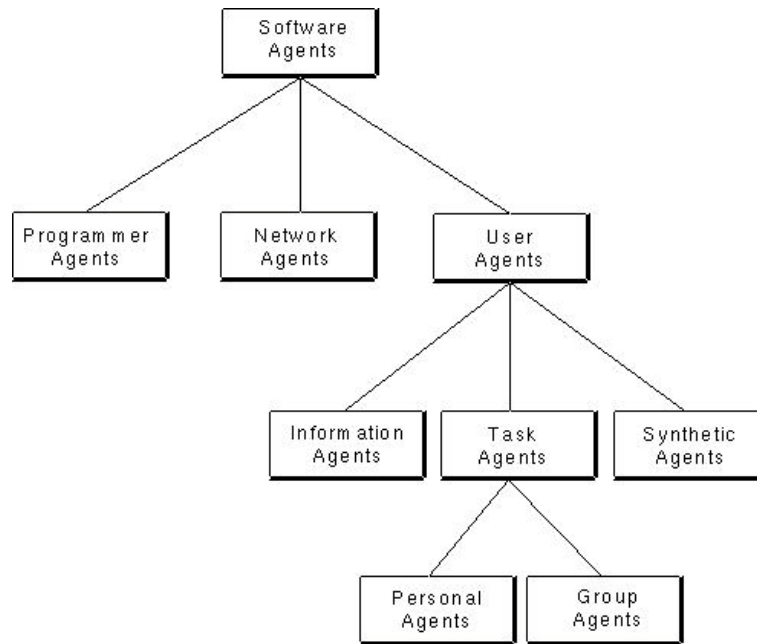 Software
Agents
Programmer
Agents
Network
Agents
User
Agents
Information
Agents
Task
Agents
Synthetic
Agents
Personal
Agents
Group
Agents